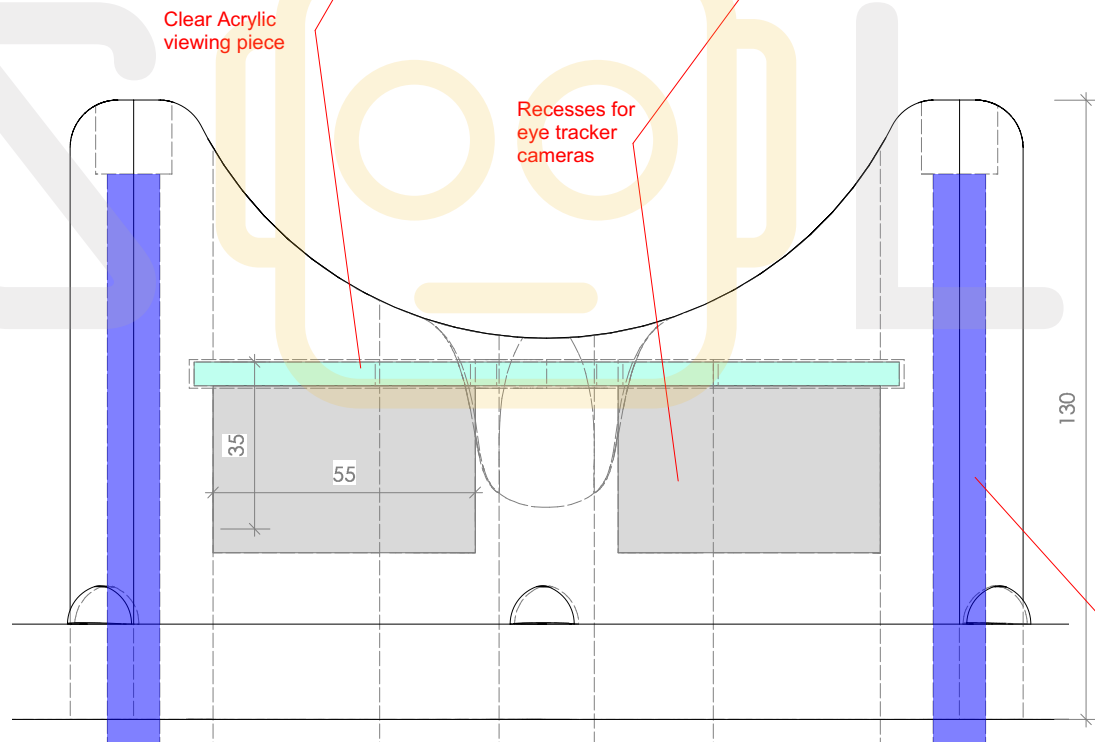 Clear Acrylic
viewing piece
Recesses for
eye tracker
cameras
35
55
130